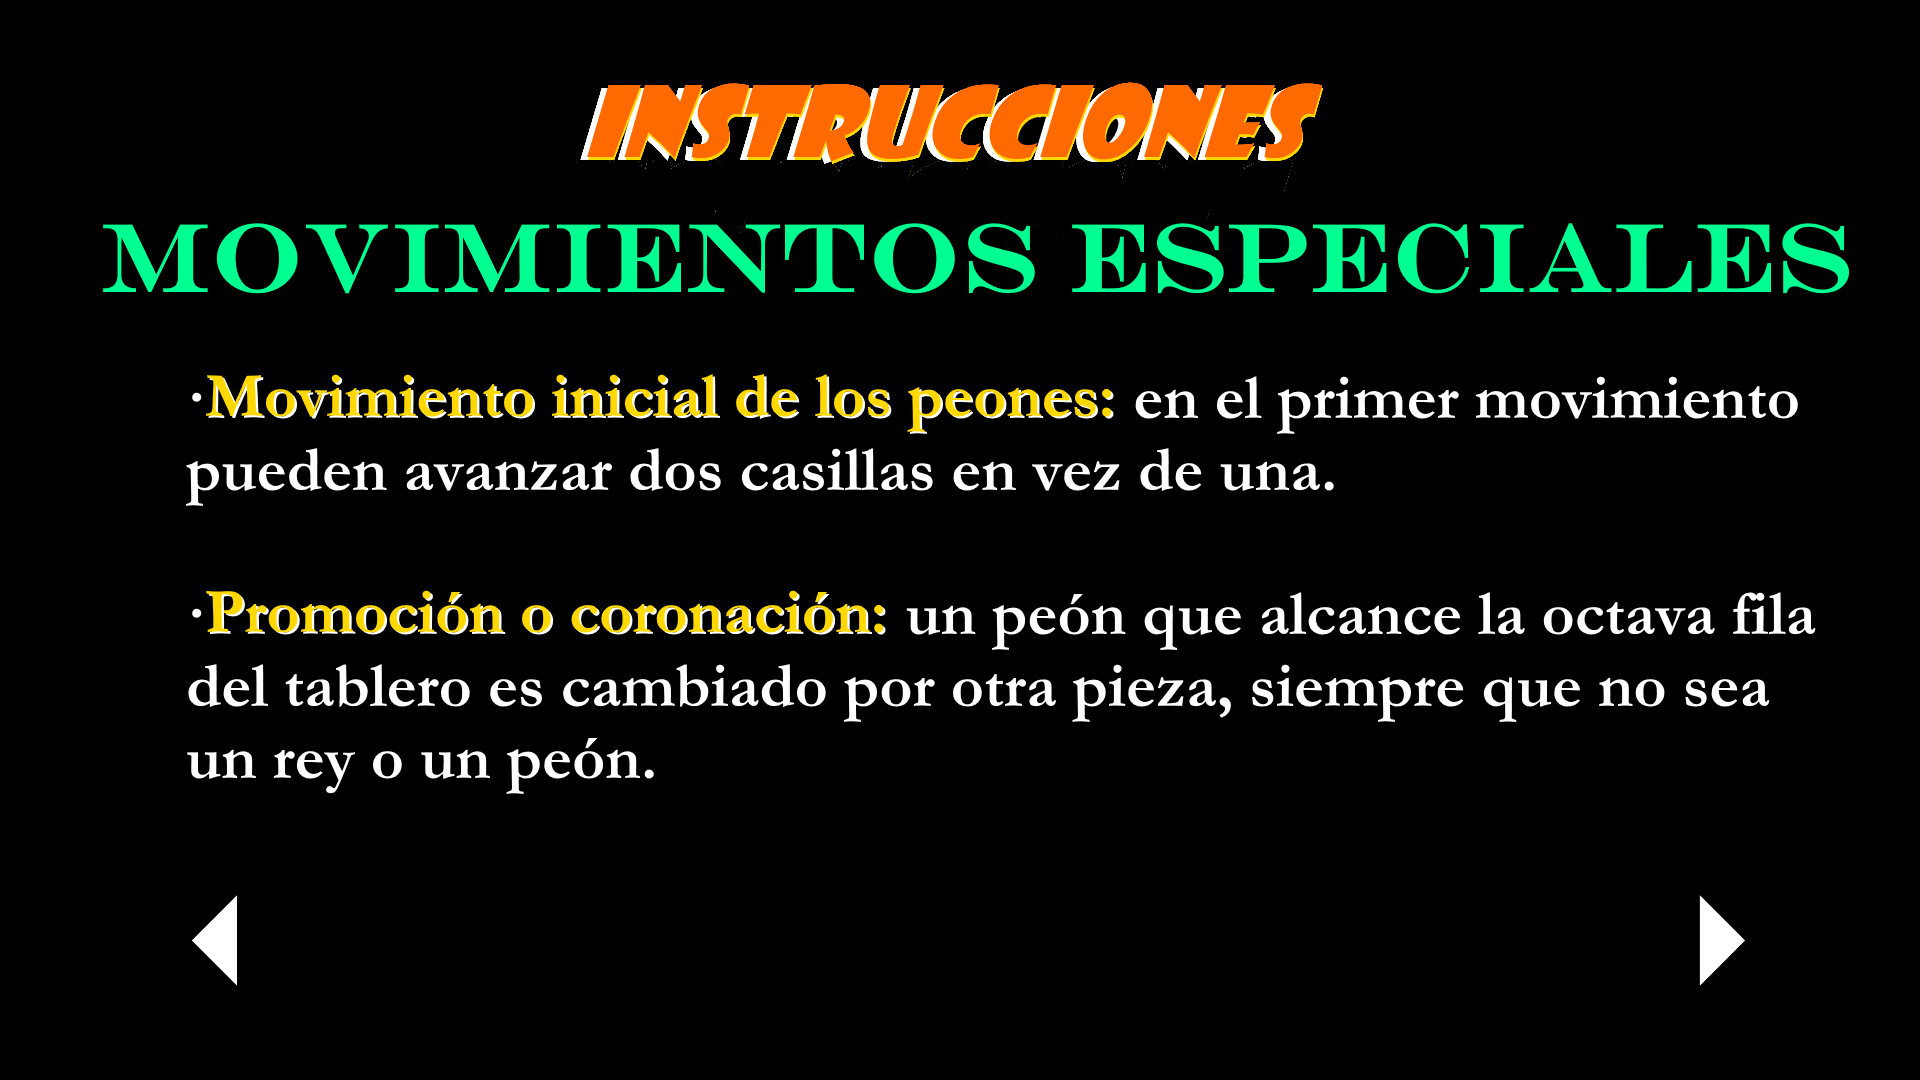 INSTRUCCIONES
MOVIMIENTOS ESPECIALES
·Movimiento inicial de los peones: en el primer movimiento
pueden avanzar dos casillas en vez de una.
·Promoción o coronación: un peón que alcance la octava fila
del tablero es cambiado por otra pieza, siempre que no sea
un rey o un peón.